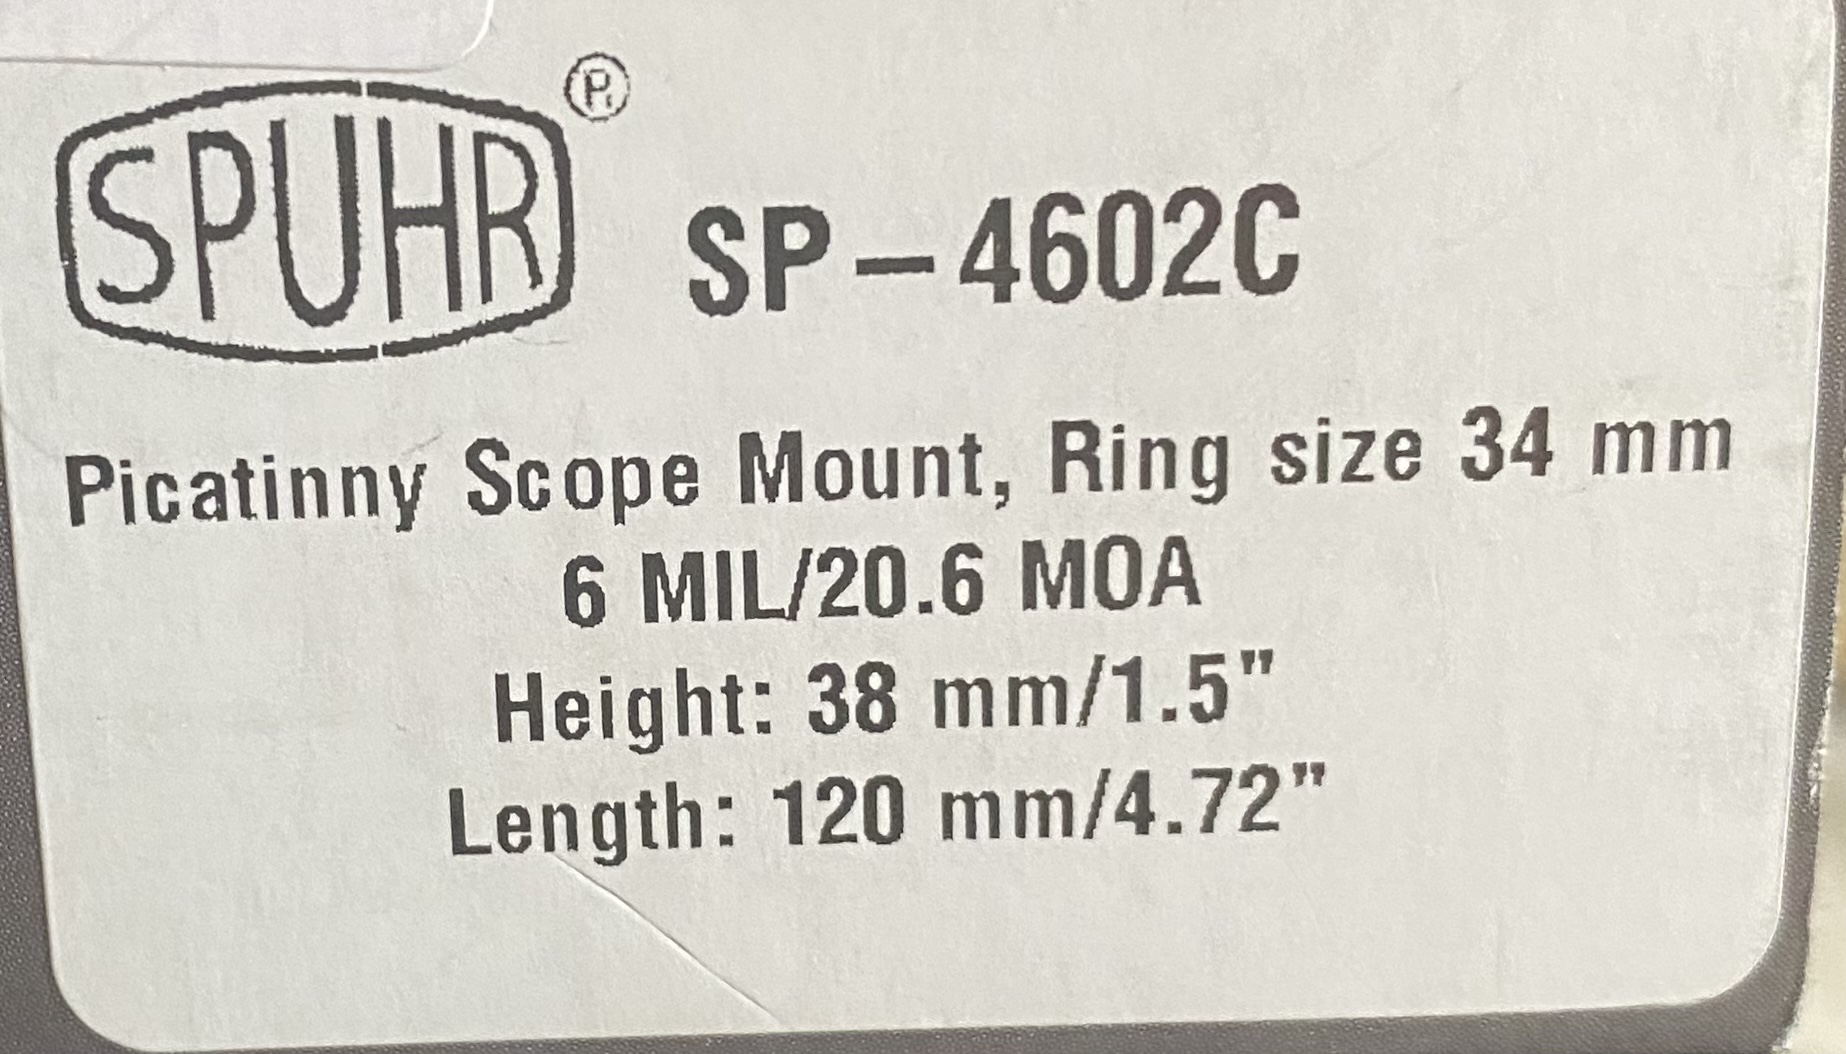 SPUHR®
SP-4602C
Picatinny Scope Mount, Ring size 34 mm
6 MIL/20.6 MOA
Height: 38 mm/1.5"
Length: 120 mm/4.72"